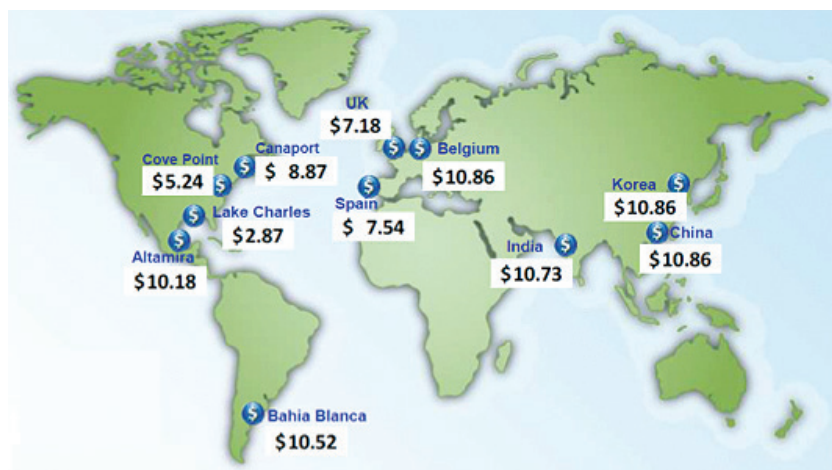 UK
$7.18
Canaport
$ 8.87
Cove Point
$5.24
Belgium
$10.86
Korea
$10.86
Spain
$ 7.54
Lake Charles
$2.87
China
$10.86
India
$10.73
Altamira
$10.18
Bahia Blanca
$10.52